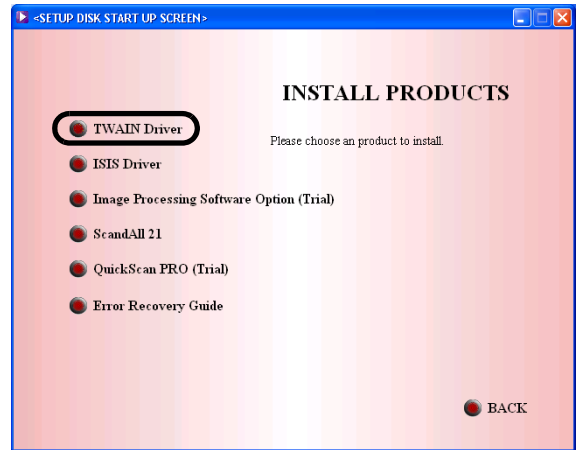 <SETUP DISK START UP SCREEN>
INSTALL PRODUCTS
Please choose an product to install.
TWAIN Driver
ISIS Driver
Image Processing Software Option (Trial)
ScandAll 21
QuickScan PRO (Trial)
Error Recovery Guide
BACK